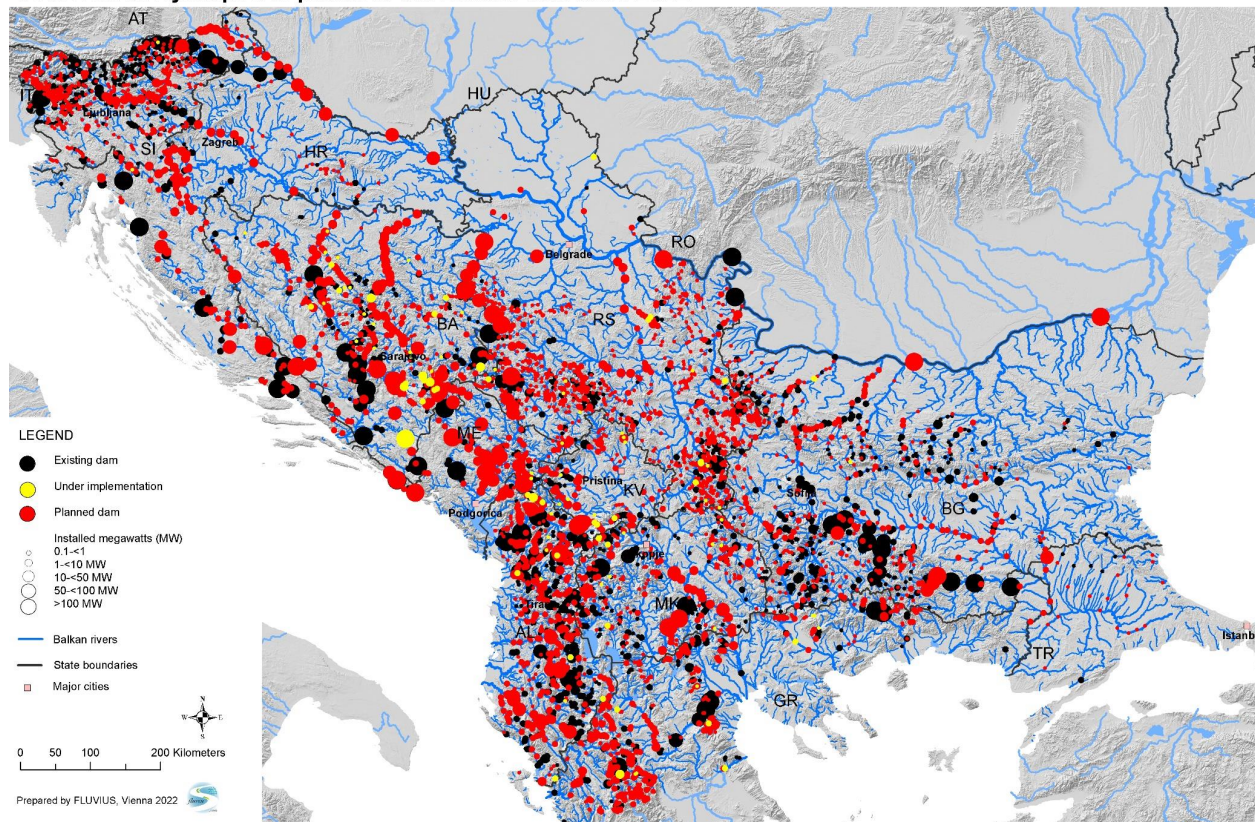 AT
HU
IT
Ljubljana
SI
Zagreb
HR
RO
Belgrade
BA
RS
Sarajevo
LEGEND
Existing dam
Under implementation
Planned dam
Installed megawatts (MW)
0.1-<1
1-<10 MW
10-<50 MW
50-<100 MW
>100 MW
Balkan rivers
State boundaries
Major cities
N
W E
S
0 50 100 200 Kilometers
Prepared by FLUVIUS, Vienna 2022
ME
Pristina
KV
Podgorica
Sofija
BG
MK
AL
TR
GR